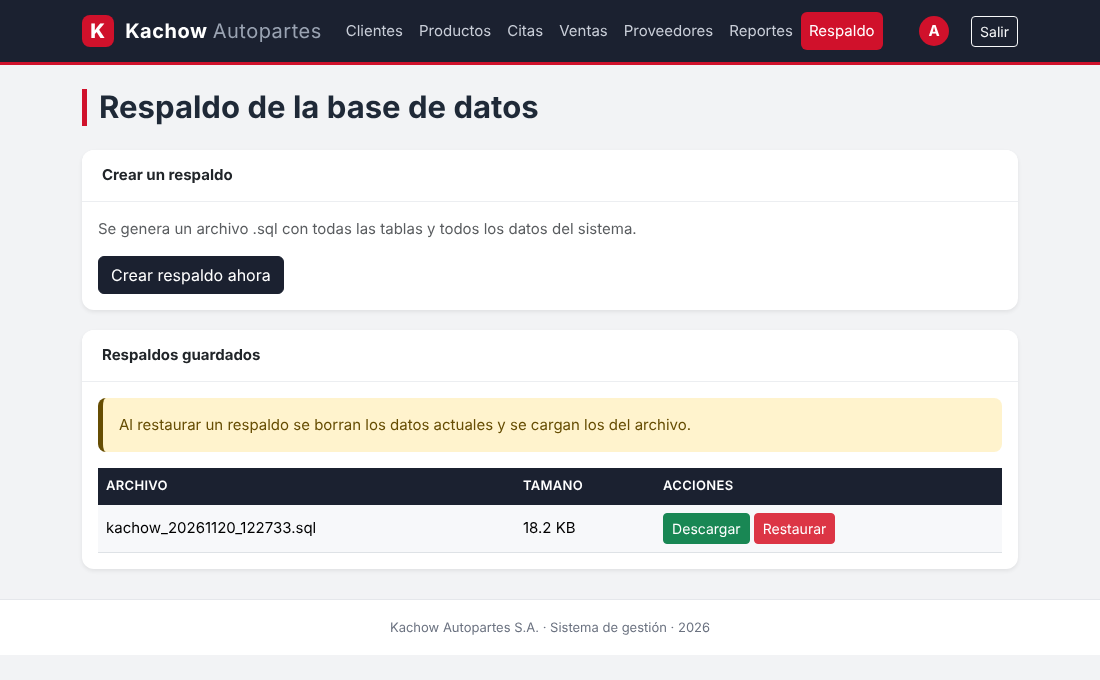 K Kachow Autopartes Clientes Productos Citas Ventas Proveedores Reportes Respaldo A Salir
Respaldo de la base de datos
Crear un respaldo
Se genera un archivo .sql con todas las tablas y todos los datos del sistema.
Crear respaldo ahora
Respaldos guardados
Al restaurar un respaldo se borran los datos actuales y se cargan los del archivo.
ARCHIVO TAMANO ACCIONES
kachow_20261120_122733.sql 18.2 KB Descargar Restaurar
Kachow Autopartes S.A. · Sistema de gestión · 2026